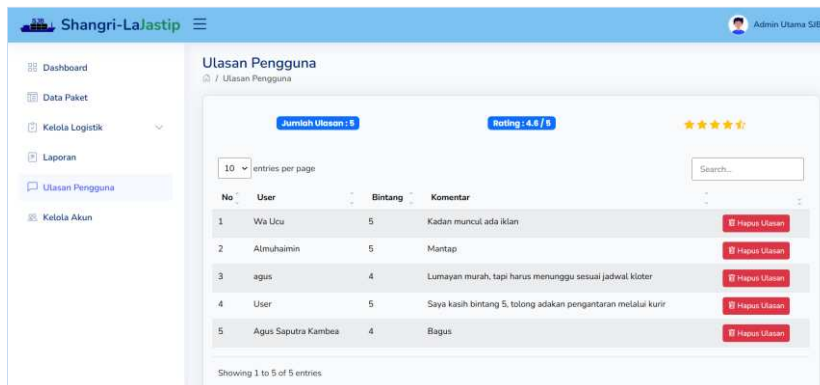 Shangri-LaJastip
Admin Utama SJE
Dashboard
Data Paket
Kelola Logistik
Laporan
Ulasan Pengguna
Kelola Akun
Ulasan Pengguna
/ Ulasan Pengguna
Jumlah Ulasan : 5 Rating : 4.6 / 5
10 entries per page Search...
No User Bintang Komentar
1 Wa Ucu 5 Kadan muncul ada iklan Hapus Ulasan
2 Almuhaimin 5 Mantap Hapus Ulasan
3 agus 4 Lumayan murah, tapi harus menunggu sesuai jadwal kloter Hapus Ulasan
4 User 5 Saya kasih bintang 5, tolong adakan pengantaran melalui kurir Hapus Ulasan
5 Agus Saputra Kambea 4 Bagus Hapus Ulasan
Showing 1 to 5 of 5 entries